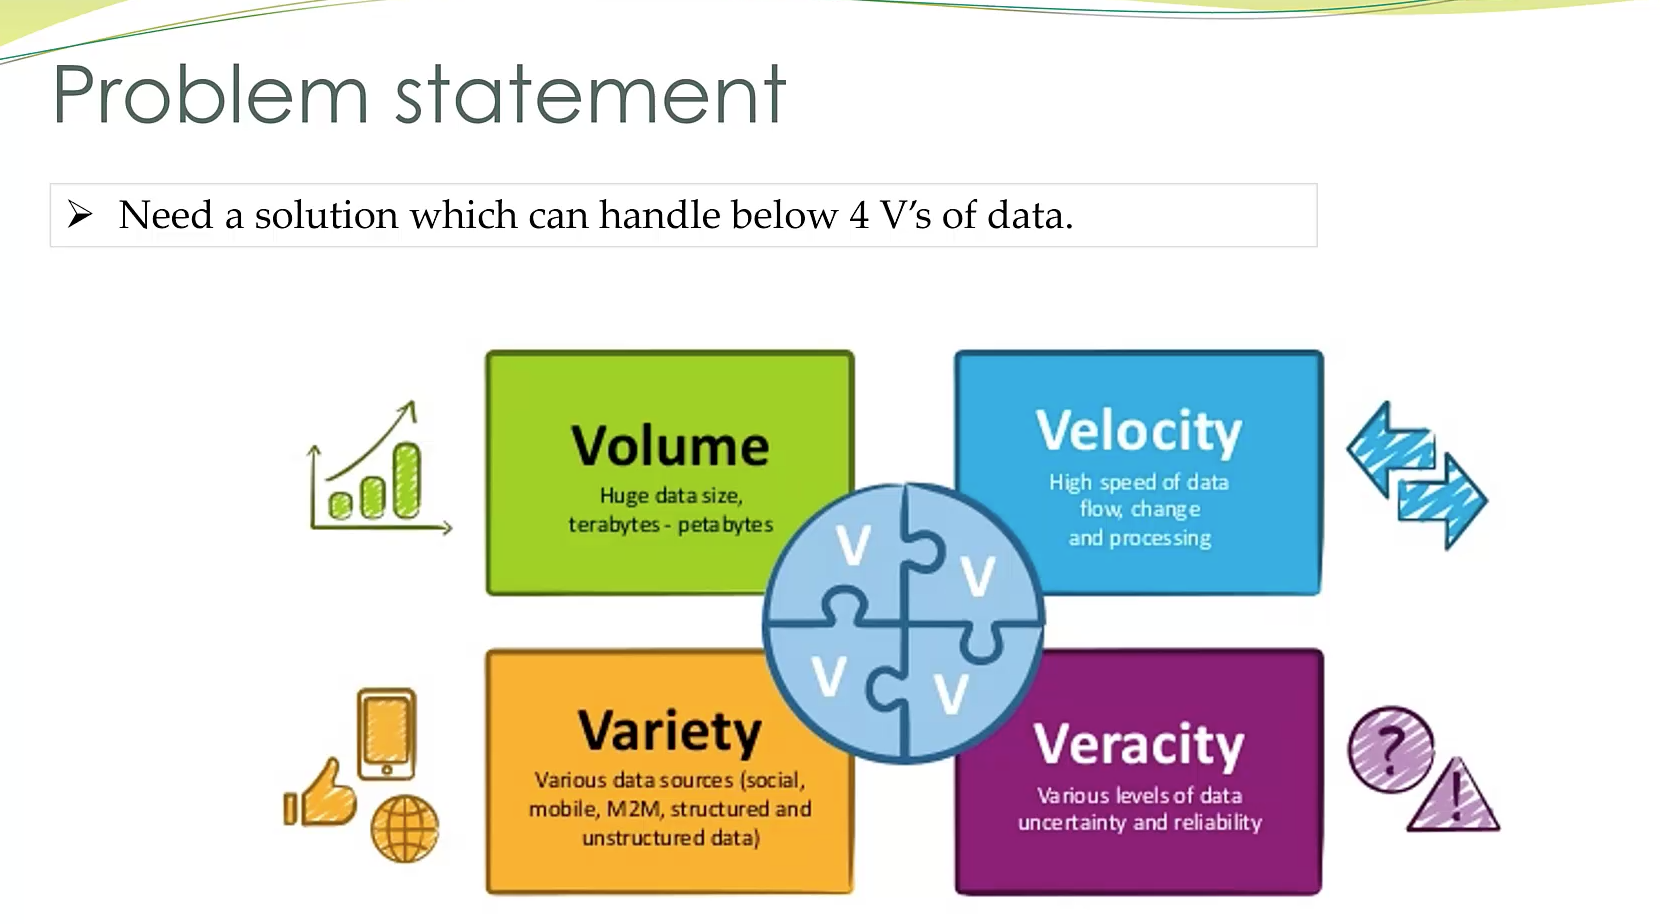 Problem statement
➢ Need a solution which can handle below 4 V’s of data.
Volume
Huge data size,
terabytes - petabytes
Velocity
High speed of data
flow, change
and processing
V
V
V
V
Variety
Various data sources (social,
mobile, M2M, structured and
unstructured data)
Veracity
Various levels of data
uncertainty and reliability
?
!